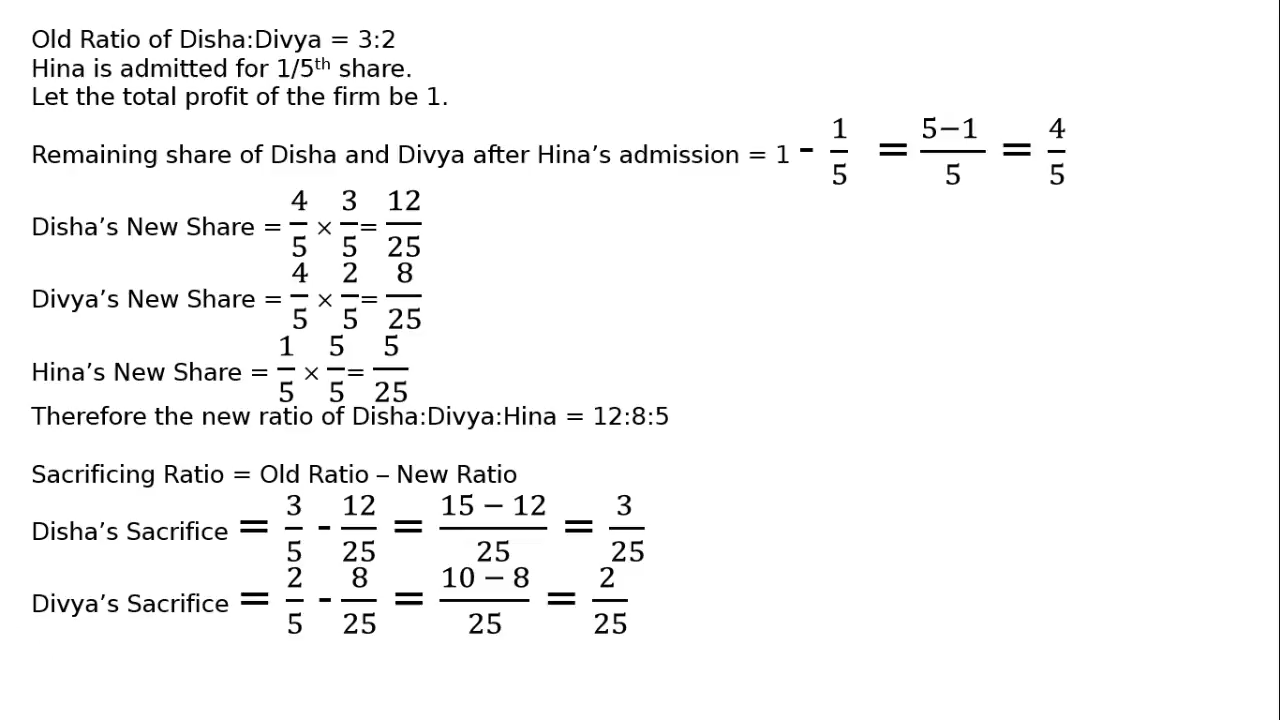 Old Ratio of Disha:Divya = 3:2
Hina is admitted for 1/5th share.
Let the total profit of the firm be 1.
Remaining share of Disha and Divya after Hina’s admission = 1 - 1/5 = 5−1/5 = 4/5
Disha’s New Share = 4/5 × 3/5 = 12/25
Divya’s New Share = 4/5 × 2/5 = 8/25
Hina’s New Share = 1/5 × 5/5 = 5/25
Therefore the new ratio of Disha:Divya:Hina = 12:8:5
Sacrificing Ratio = Old Ratio – New Ratio
Disha’s Sacrifice = 3/5 - 12/25 = 15 − 12/25 = 3/25
Divya’s Sacrifice = 2/5 - 8/25 = 10 − 8/25 = 2/25